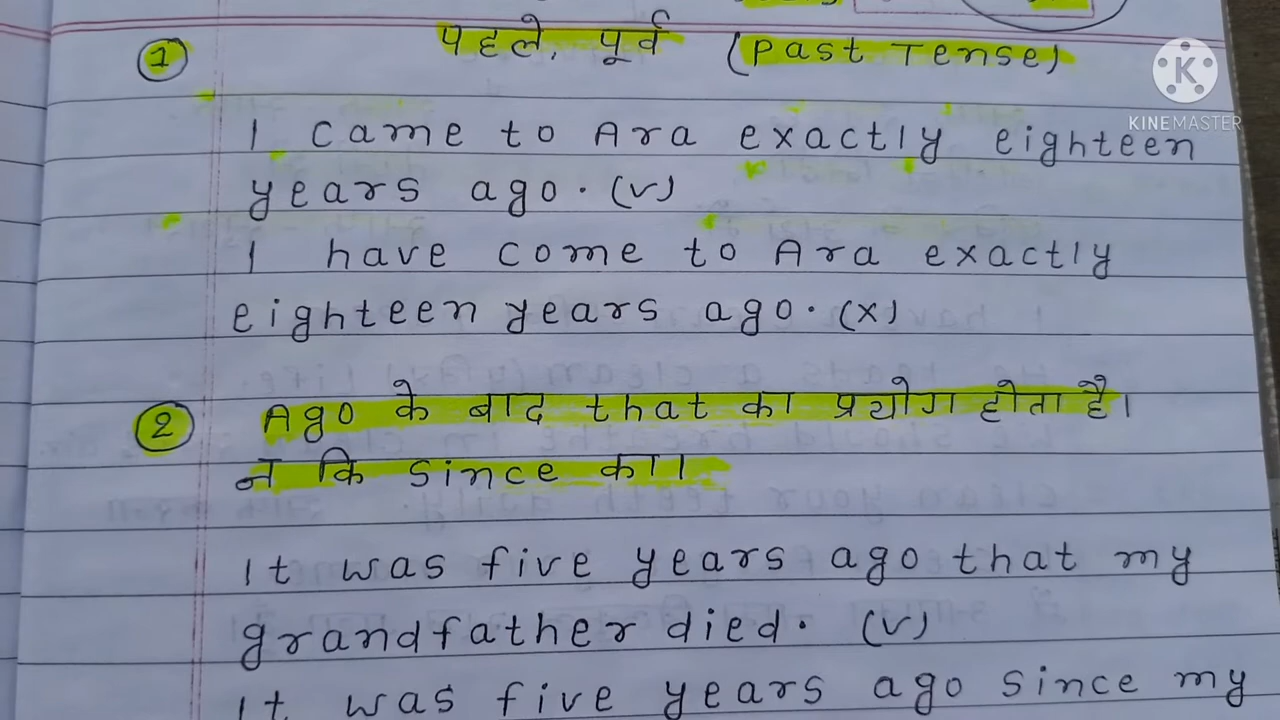 1 पहले, पूर्व (Past Tense)
KINEMASTER
I came to Ara exactly eighteen
years ago. (v)
I have come to Ara exactly
eighteen years ago. (x)
2 Ago के बाद that का प्रयोग होता है।
न कि since का।
It was five years ago that my
grandfather died. (v)
It was five years ago since my